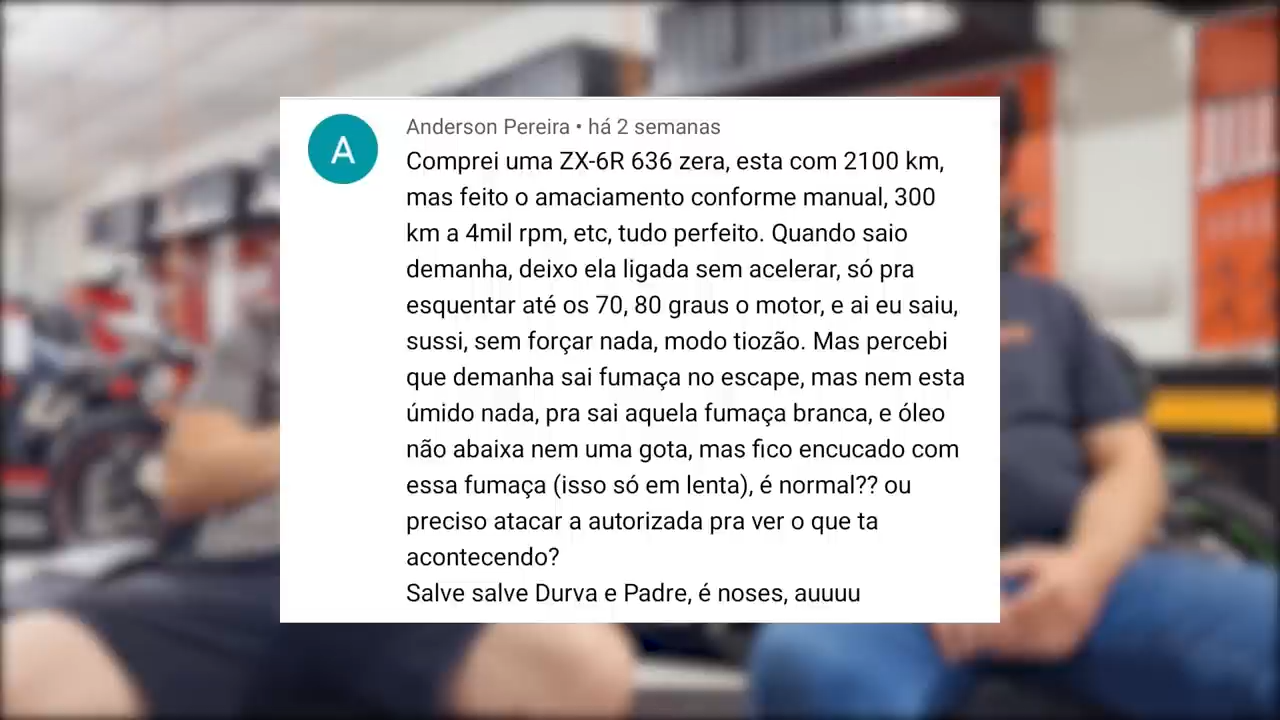 A
Anderson Pereira • há 2 semanas
Comprei uma ZX-6R 636 zera, esta com 2100 km,
mas feito o amaciamento conforme manual, 300
km a 4mil rpm, etc, tudo perfeito. Quando saio
demanha, deixo ela ligada sem acelerar, só pra
esquentar até os 70, 80 graus o motor, e ai eu saiu,
sussi, sem forçar nada, modo tiozão. Mas percebi
que demanha sai fumaça no escape, mas nem esta
úmido nada, pra sai aquela fumaça branca, e óleo
não abaixa nem uma gota, mas fico encucado com
essa fumaça (isso só em lenta), é normal?? ou
preciso atacar a autorizada pra ver o que ta
acontecendo?
Salve salve Durva e Padre, é noses, auuuu